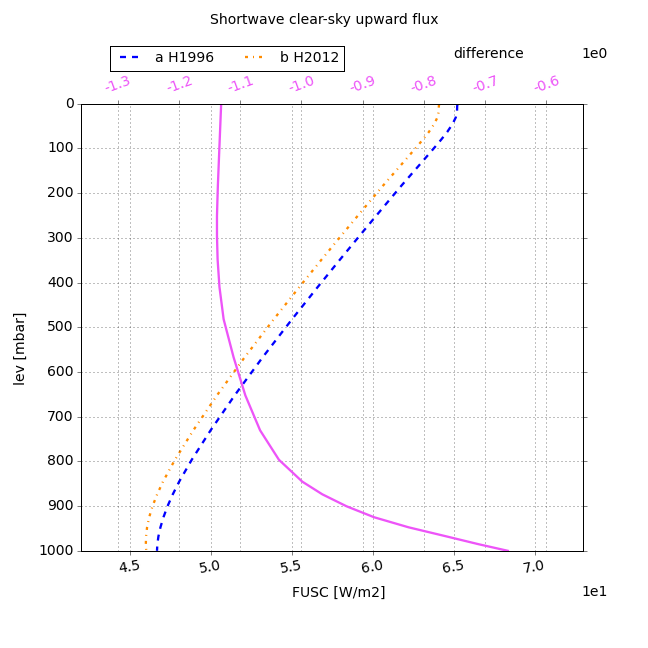 Shortwave clear-sky upward flux
a H1996 b H2012 difference 1e0
-1.3 -1.2 -1.1 -1.0 -0.9 -0.8 -0.7 -0.6
0
100
200
300
400
500
600
700
800
900
1000
lev [mbar]
4.5 5.0 5.5 6.0 6.5 7.0
FUSC [W/m2] 1e1